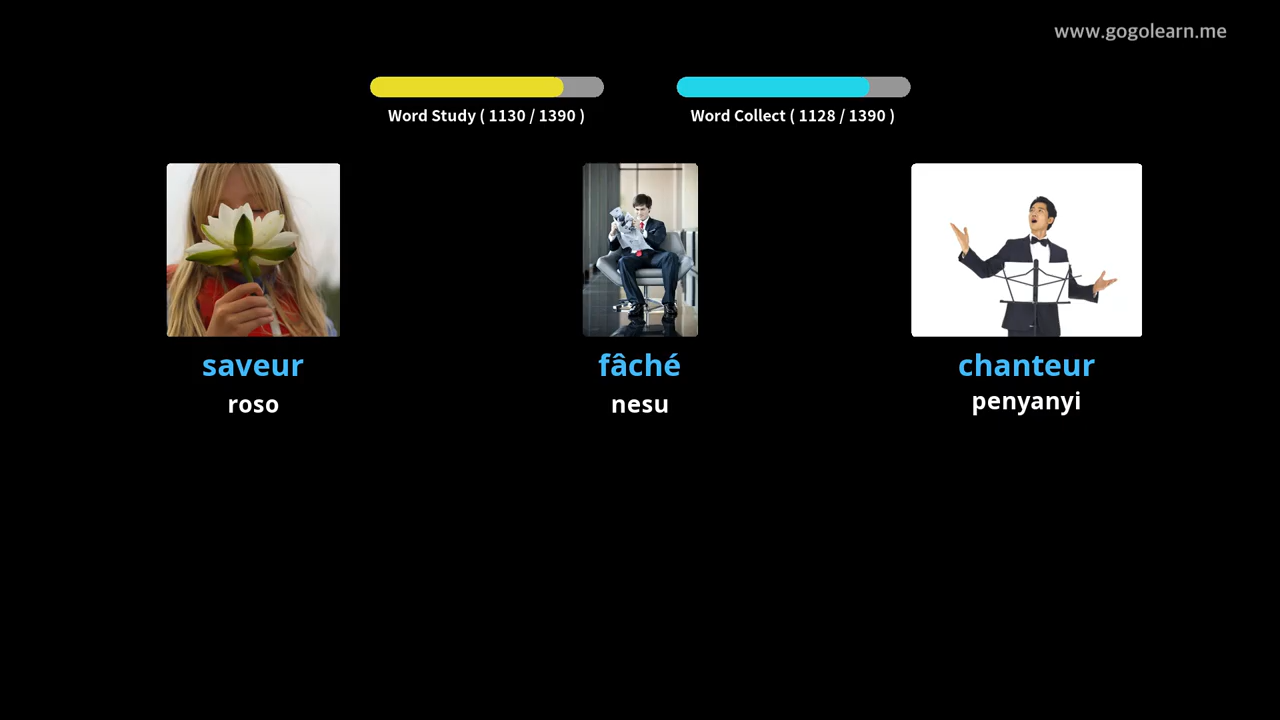 www.gogolearn.me
Word Study ( 1130 / 1390 )
Word Collect ( 1128 / 1390 )
saveur
roso
fâché
nesu
chanteur
penyanyi